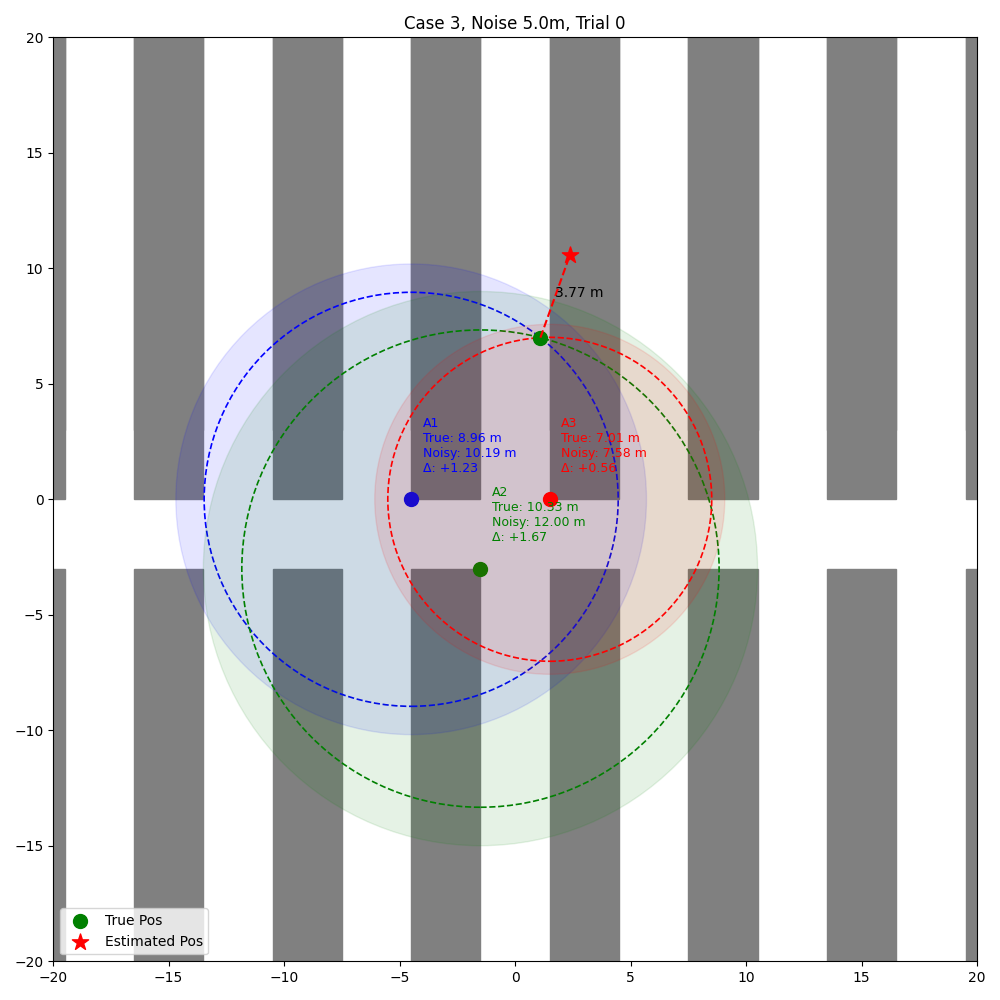 Case 3, Noise 5.0m, Trial 0
20
15
10
5
0
−5
−10
−15
−20
3.77 m
A1
True: 8.96 m
Noisy: 10.19 m
Δ: +1.23
A3
True: 7.01 m
Noisy: 7.58 m
Δ: +0.56
A2
True: 10.33 m
Noisy: 12.00 m
Δ: +1.67
True Pos
Estimated Pos
−20
−15
−10
−5
0
5
10
15
20